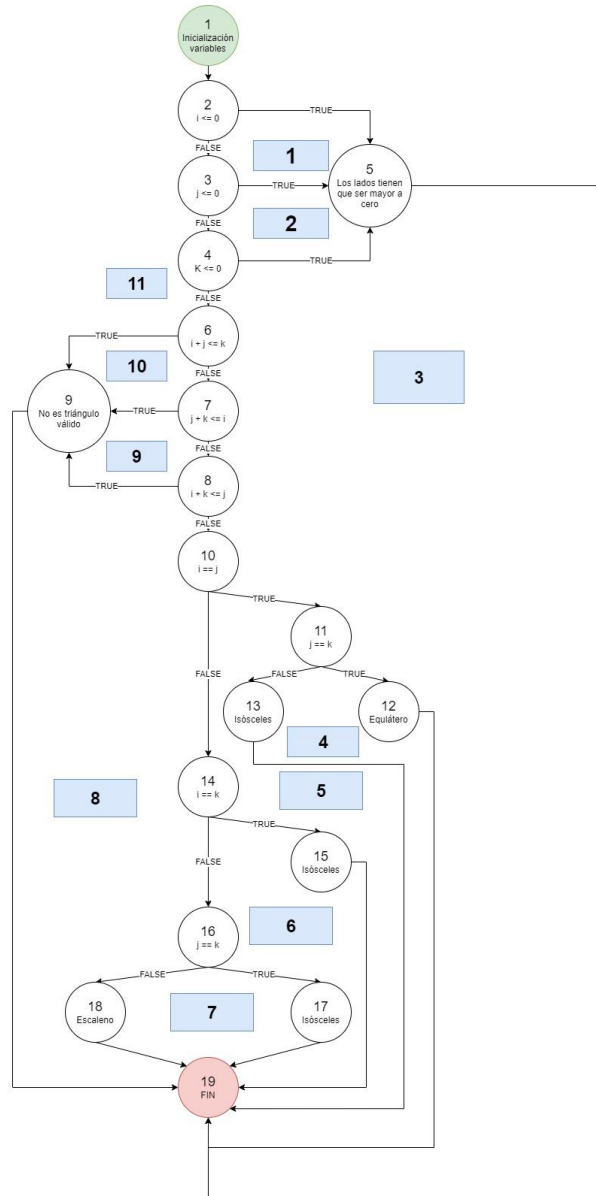 1
Inicialización
variables
2
i <= 0
TRUE
FALSE
1
3
j <= 0
TRUE
5
Los lados tienen
que ser mayor a
cero
FALSE
2
4
K <= 0
TRUE
11
FALSE
6
i + j <= k
TRUE
10
FALSE
3
9
No es triángulo
válido
TRUE
7
j + k <= i
9
FALSE
8
i + k <= j
TRUE
FALSE
10
i == j
TRUE
11
j == k
FALSE
FALSE
TRUE
13
Isósceles
12
Equlátero
4
14
i == k
5
8
TRUE
15
Isósceles
FALSE
16
j == k
6
FALSE
TRUE
18
Escaleno
7
17
Isósceles
19
FIN